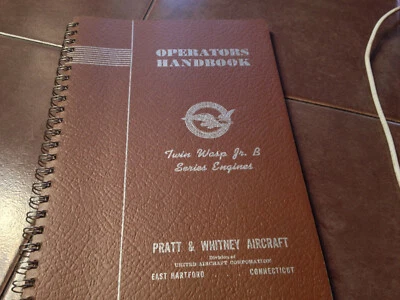 OPERATORS
HANDBOOK
Twin Wasp Jr. B
Series Engines
PRATT & WHITNEY AIRCRAFT
Division of
UNITED AIRCRAFT CORPORATION
EAST HARTFORD CONNECTICUT